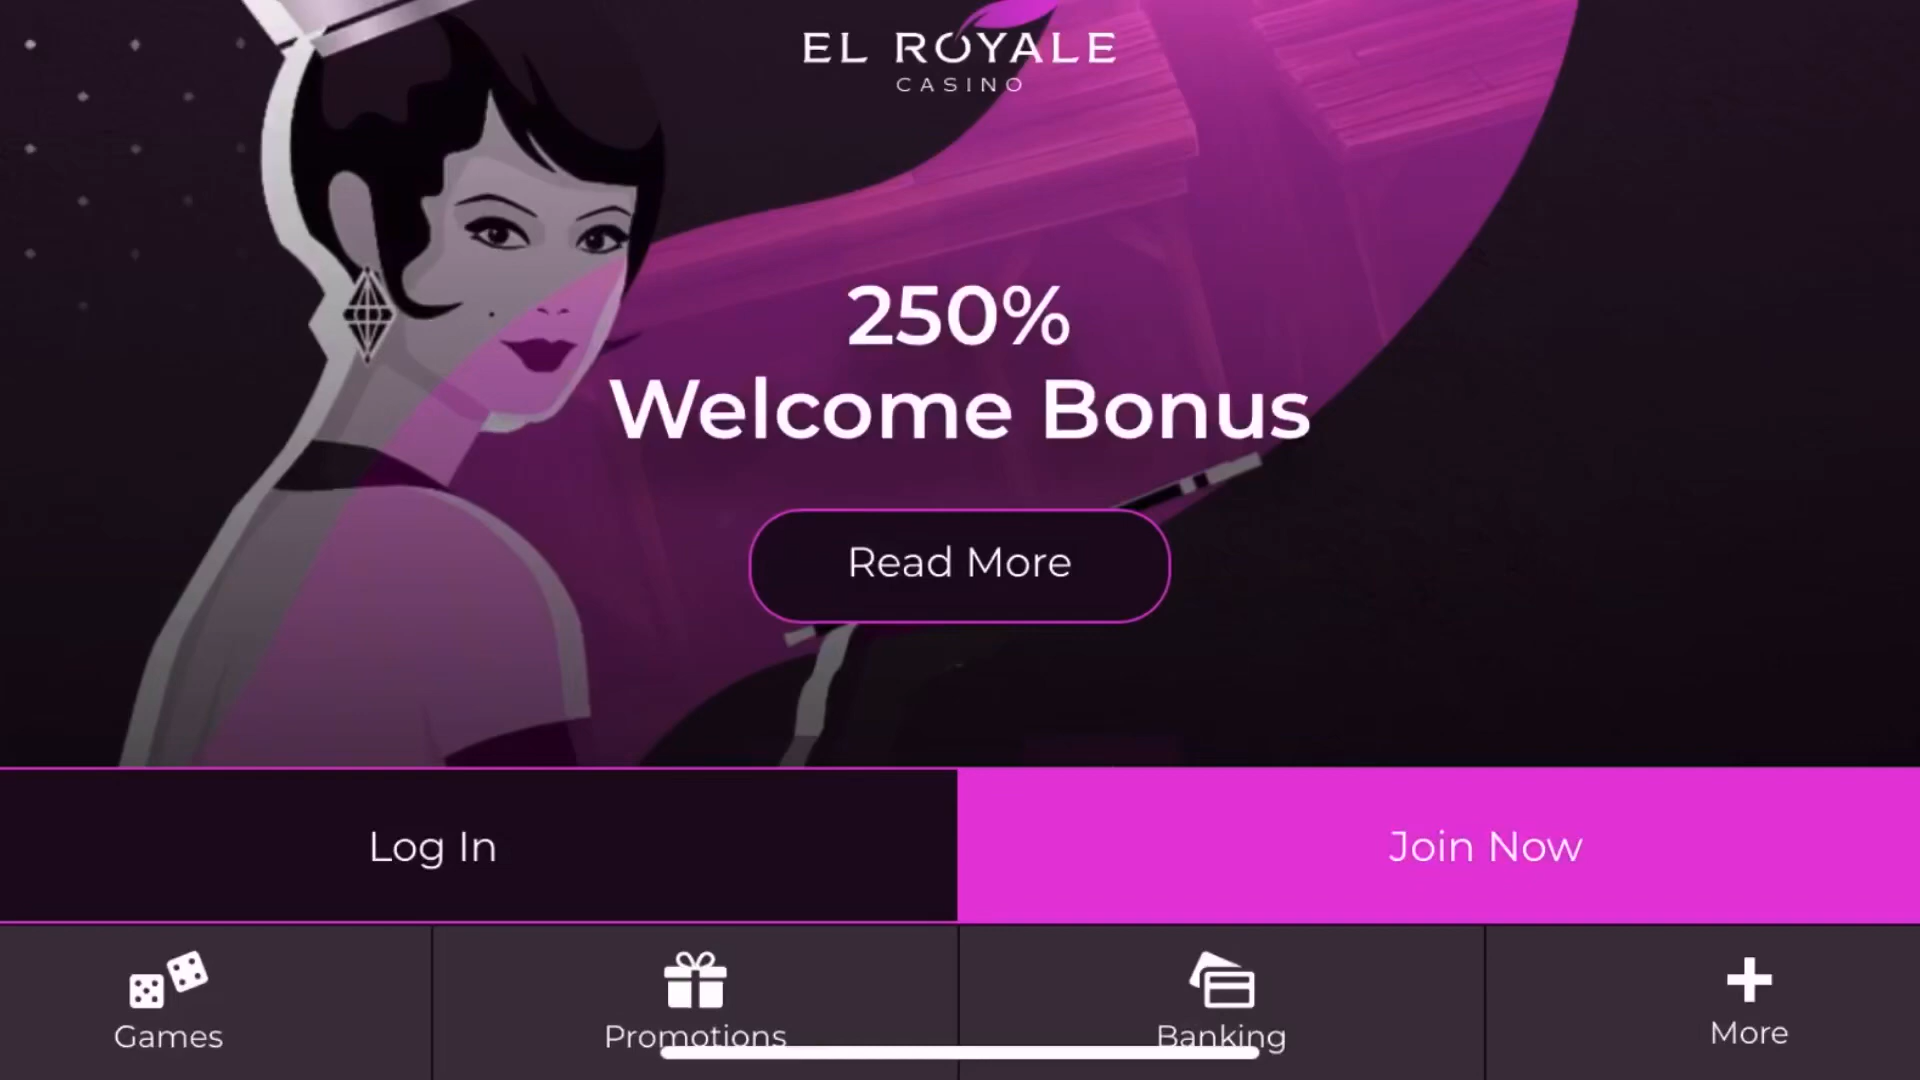 EL ROYALE
CASINO
250%
Welcome Bonus
Read More
Log In
Join Now
Games
Promotions
Banking
More